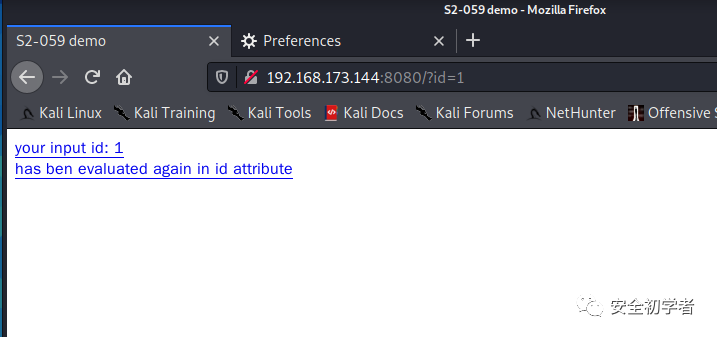 S2-059 demo - Mozilla Firefox
S2-059 demo
Preferences
192.168.173.144:8080/?id=1
Kali Linux Kali Training Kali Tools Kali Docs Kali Forums NetHunter Offensive S
your input id: 1
has ben evaluated again in id attribute
安全初学者